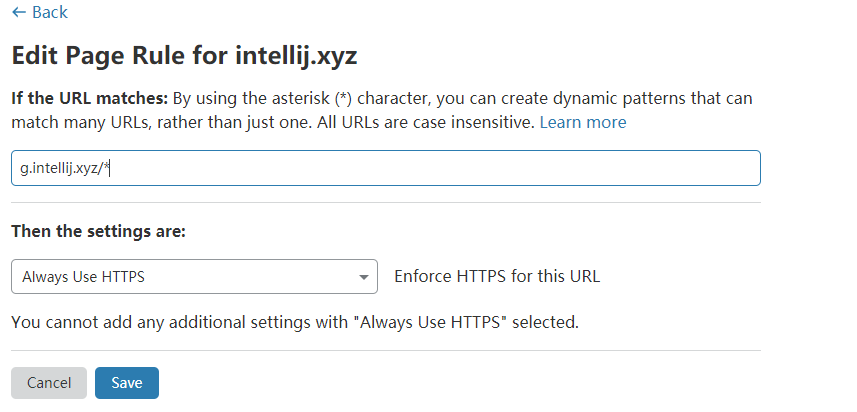 ← Back
Edit Page Rule for intellij.xyz
If the URL matches: By using the asterisk (*) character, you can create dynamic patterns that can
match many URLs, rather than just one. All URLs are case insensitive. Learn more
g.intellij.xyz/*
Then the settings are:
Always Use HTTPS Enforce HTTPS for this URL
You cannot add any additional settings with "Always Use HTTPS" selected.
Cancel Save